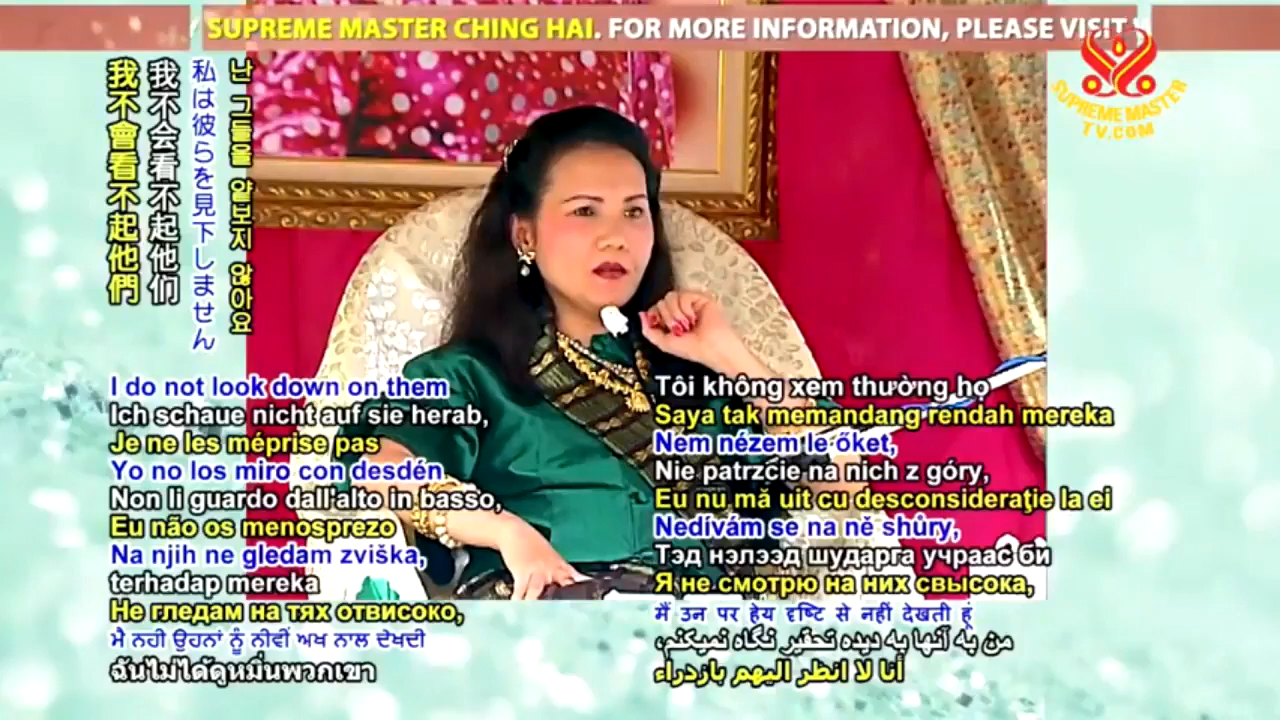 SUPREME MASTER CHING HAI. FOR MORE INFORMATION, PLEASE VISIT
SUPREME MASTER
TV.COM
我不會看不起他們
我不会看不起他们
私は彼らを見下しません
난 그들을 얕보지 않아요
I do not look down on them
Ich schaue nicht auf sie herab,
Je ne les méprise pas
Yo no los miro con desdén
Non li guardo dall'alto in basso,
Eu não os menosprezo
Na njih ne gledam zviška,
terhadap mereka
Не гледам на тях отвисоко,
ਮੈ ਨਹੀ ਉਹਨਾਂ ਨੂੰ ਨੀਵੀਂ ਅਖ ਨਾਲ ਦੇਖਦੀ
ฉันไม่ได้ดูหมิ่นพวกเขา
Tôi không xem thường họ
Saya tak memandang rendah mereka
Nem nézem le őket,
Nie patrzcie na nich z góry,
Eu nu mă uit cu desconsideraţie la ei
Nedívám se na ně shůry,
Тэд нэлээд шударга учраас би
Я не смотрю на них свысока,
मैं उन पर हेय दृष्टि से नहीं देखती हूं
من به آنها به دیده تحقیر نگاه نمیکنم،
أنا لا انظر اليهم بازدراء